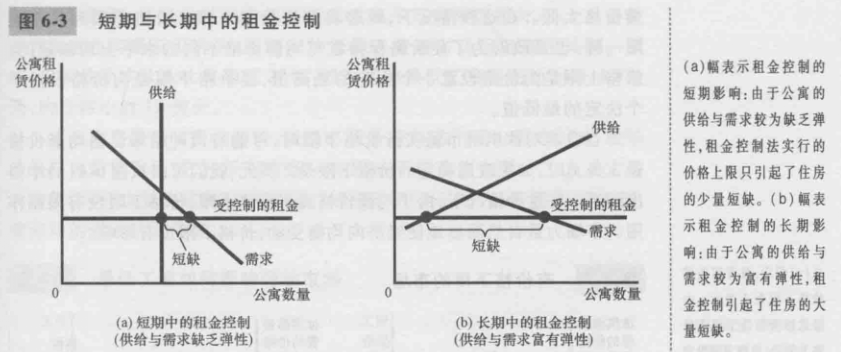 图 6-3 短期与长期中的租金控制
公寓租
赁价格
供给
受控制的租金
短缺
需求
0
公寓数量
(a) 短期中的租金控制
(供给与需求缺乏弹性)
公寓租
赁价格
供给
受控制的租金
需求
短缺
0
公寓数量
(b) 长期中的租金控制
(供给与需求富有弹性)
(a)幅表示租金控制的
短期影响:由于公寓的
供给与需求较为缺乏弹
性,租金控制法实行的
价格上限只引起了住房
的少量短缺。(b)幅表
示租金控制的长期影
响:由于公寓的供给与
需求较为富有弹性,租
金控制引起了住房的大
量短缺。